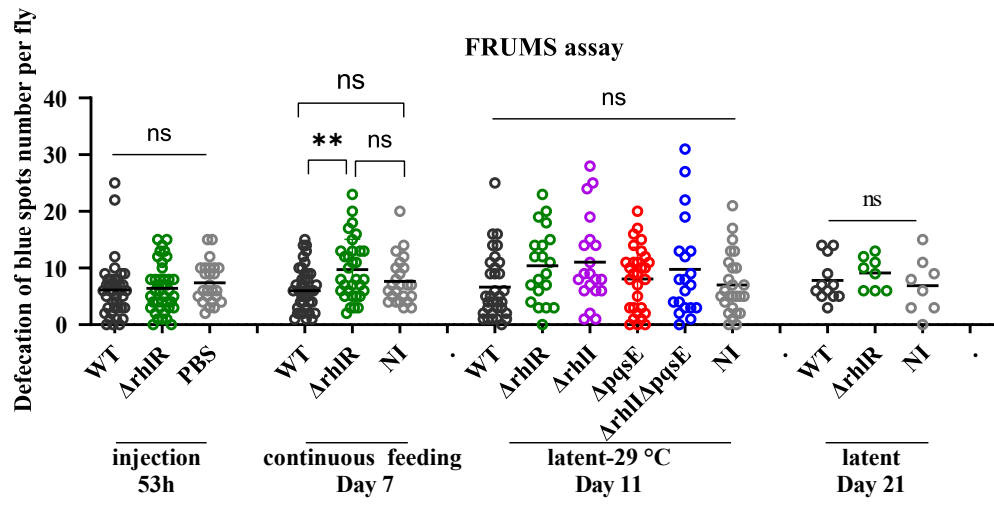 FRUMS assay
Defecation of blue spots number per fly
40
30
20
10
0
ns
ns
**
ns
ns
ns
WT
ΔrhlR
PBS
WT
ΔrhlR
NI
WT
ΔrhlR
ΔrhlI
ΔpqsE
ΔrhlIΔpqsE
NI
WT
ΔrhlR
NI
injection
53h
continuous feeding
Day 7
latent-29 °C
Day 11
latent
Day 21